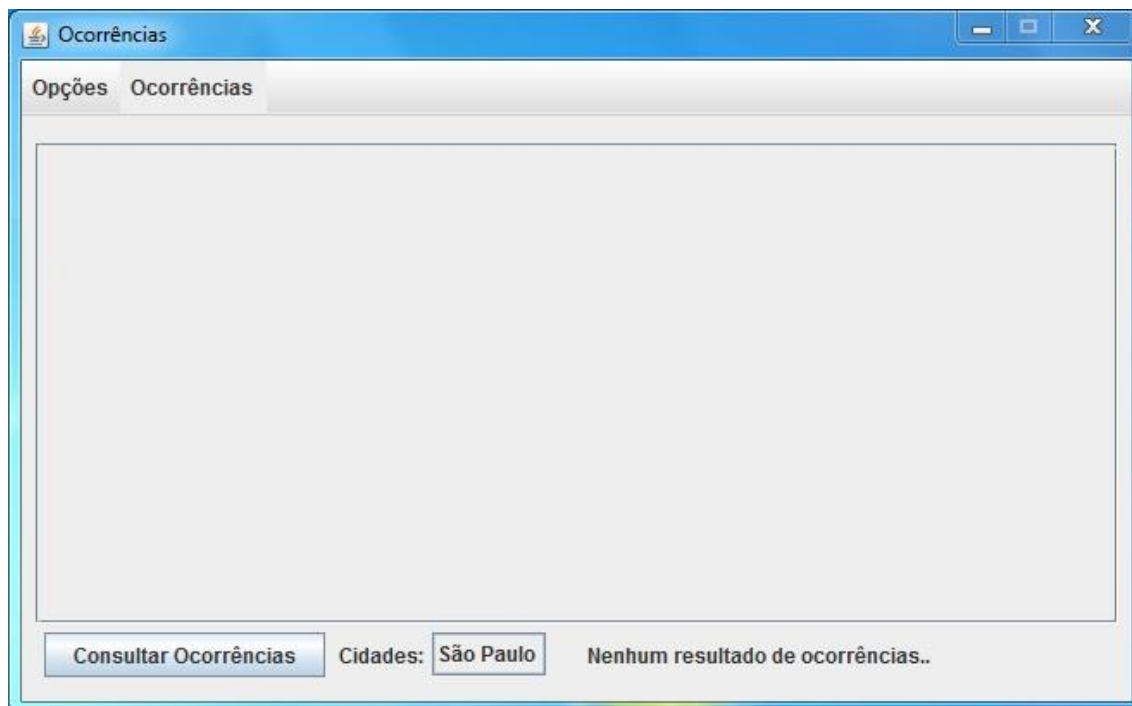 Ocorrências
Opções Ocorrências
Consultar Ocorrências Cidades: São Paulo Nenhum resultado de ocorrências..